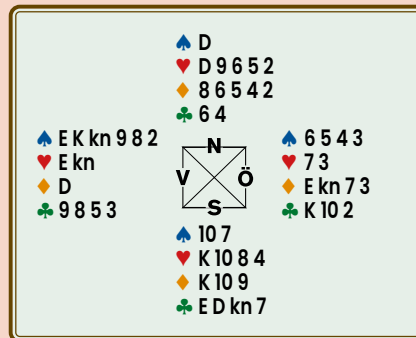 ♠ D
♥ D 9 6 5 2
♦ 8 6 5 4 2
♣ 6 4
♠ E K kn 9 8 2
♥ E kn
♦ D
♣ 9 8 5 3
N
V Ö
S
♠ 6 5 4 3
♥ 7 3
♦ E kn 7 3
♣ K 10 2
♠ 10 7
♥ K 10 8 4
♦ K 10 9
♣ E D kn 7